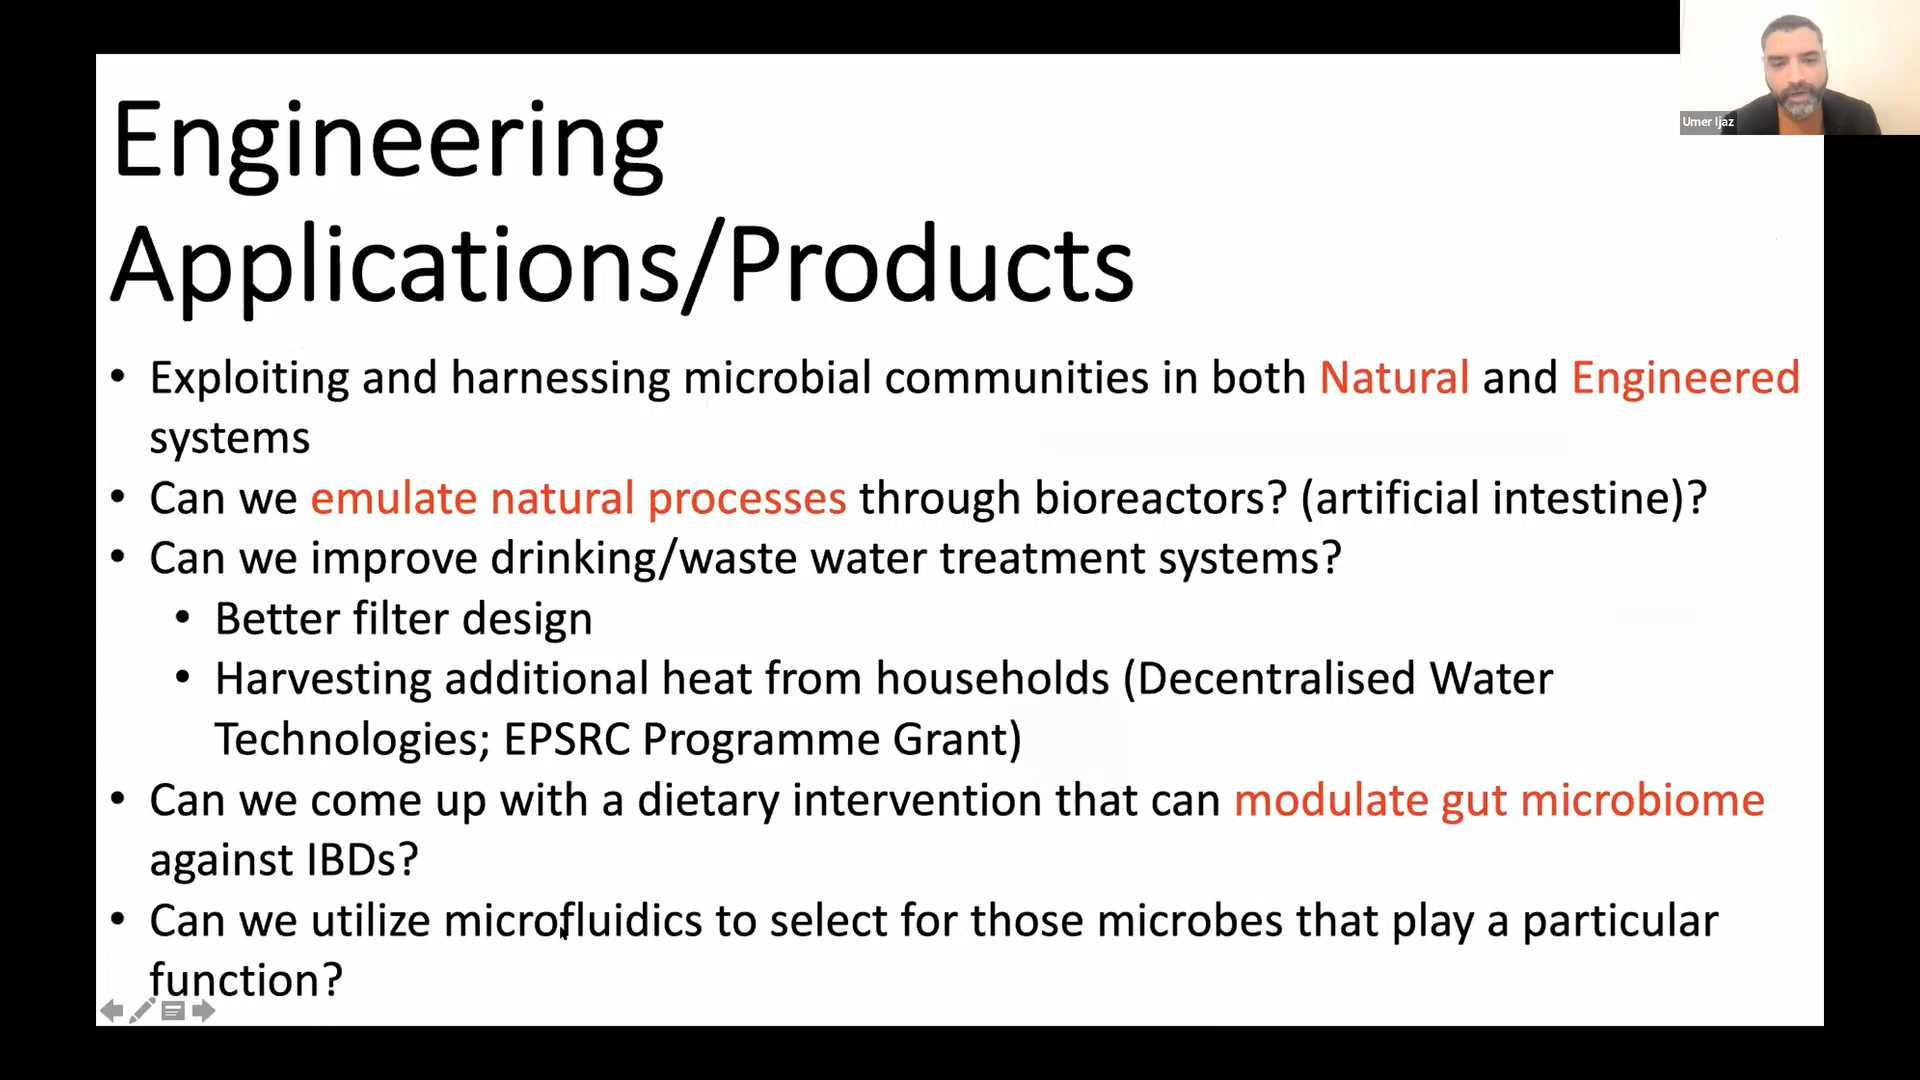 Engineering
Applications/Products
• Exploiting and harnessing microbial communities in both Natural and Engineered
systems
• Can we emulate natural processes through bioreactors? (artificial intestine)?
• Can we improve drinking/waste water treatment systems?
• Better filter design
• Harvesting additional heat from households (Decentralised Water
Technologies; EPSRC Programme Grant)
• Can we come up with a dietary intervention that can modulate gut microbiome
against IBDs?
• Can we utilize microfluidics to select for those microbes that play a particular
function?
Umer Ijaz